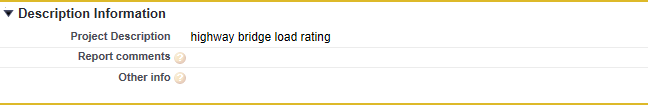 Description Information
Project Description highway bridge load rating
Report comments ?
Other info ?